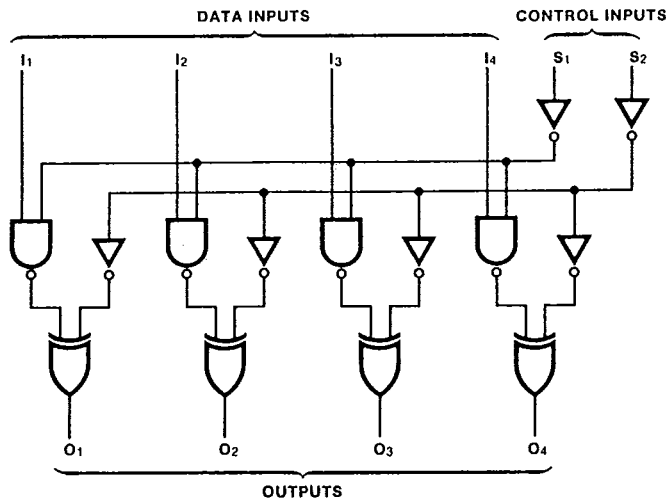 DATA INPUTS
CONTROL INPUTS
I1 I2 I3 I4 S1 S2
O1 O2 O3 O4
OUTPUTS